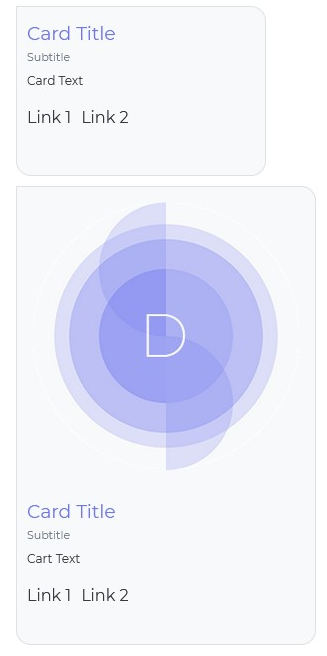 Card Title
Subtitle
Card Text
Link 1 Link 2
D
Card Title
Subtitle
Cart Text
Link 1 Link 2